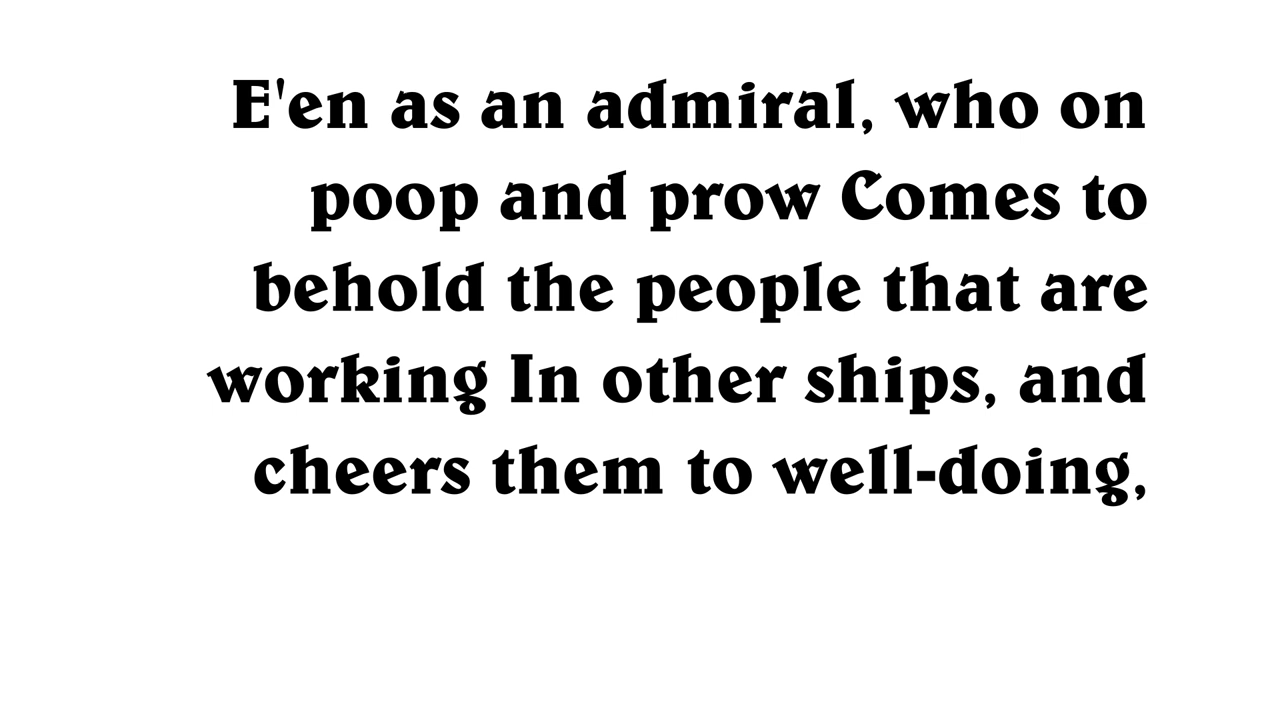 E'en as an admiral, who on
poop and prow Comes to
behold the people that are
working In other ships, and
cheers them to well-doing,